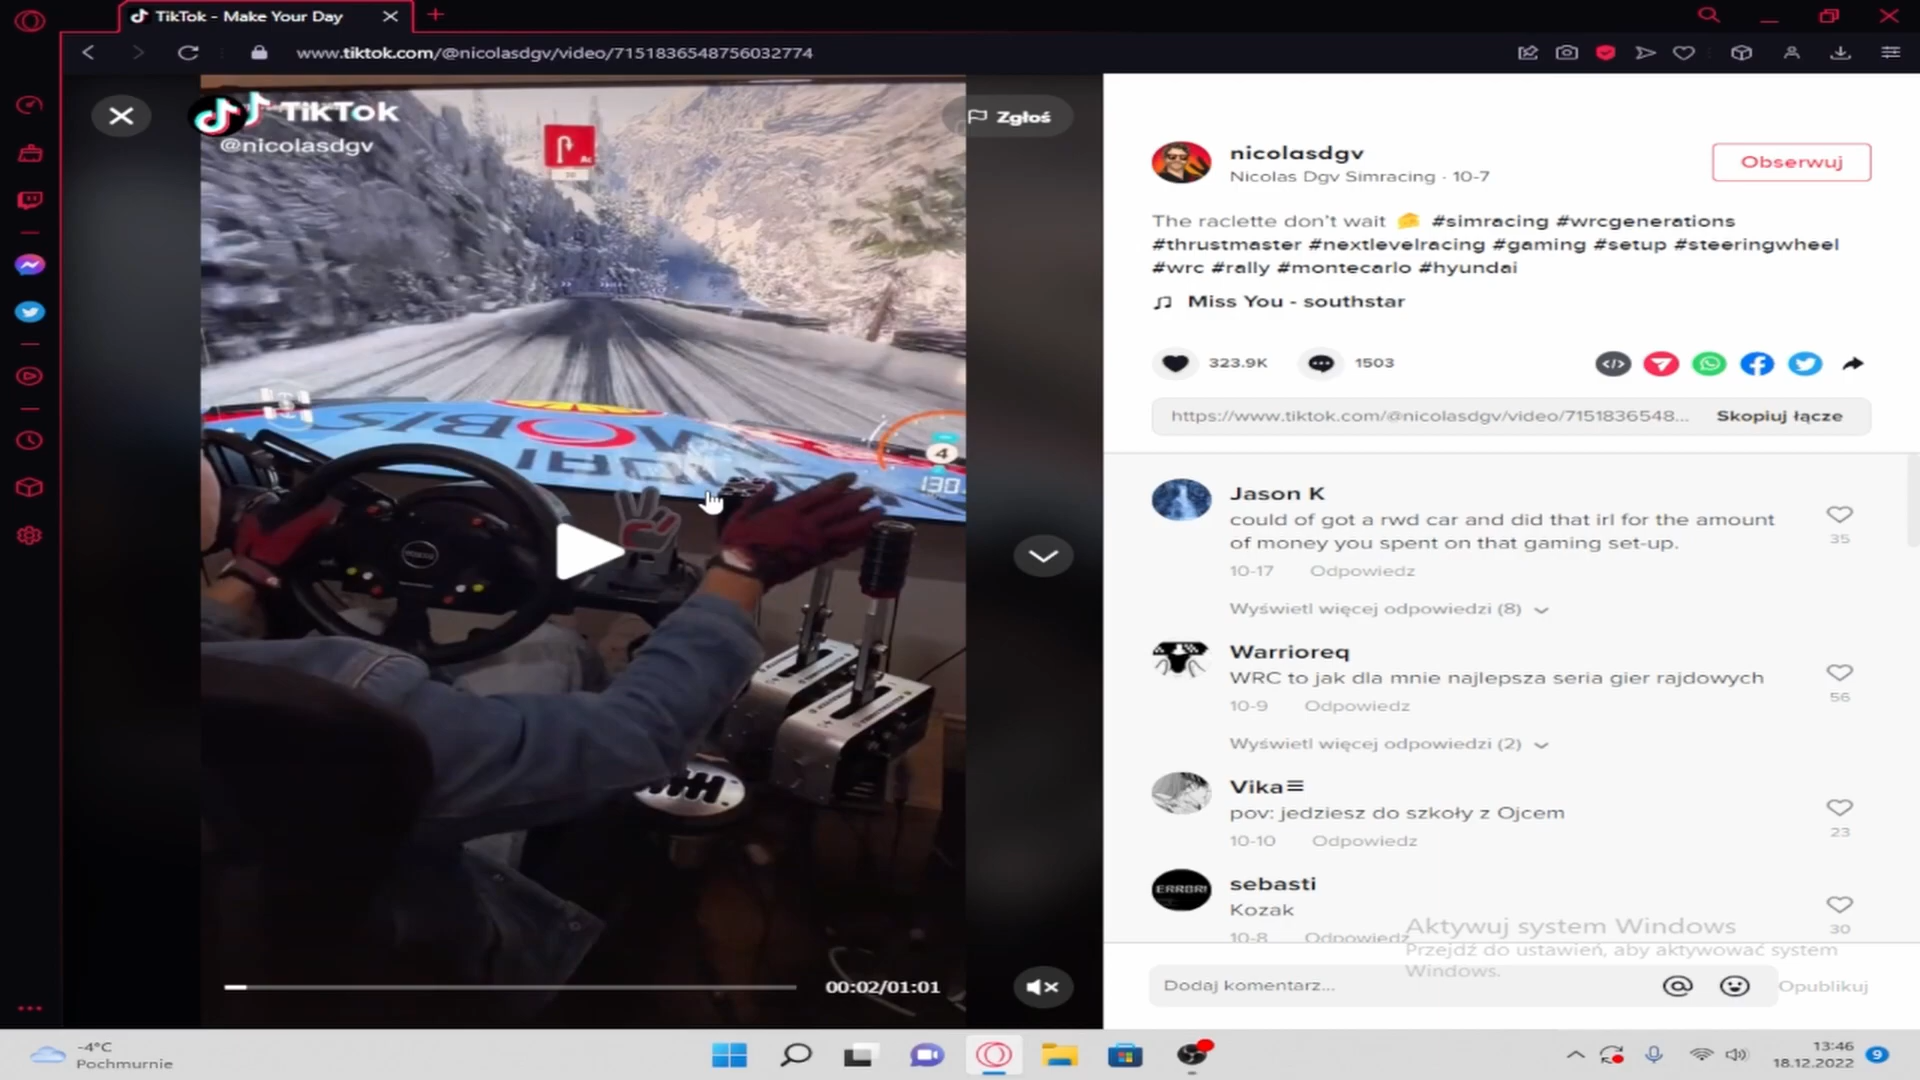 TikTok - Make Your Day
www.tiktok.com/@nicolasdgv/video/7151836548756032774
TikTok
@nicolasdgv
Zgłoś
4
130
00:02/01:01
nicolasdgv
Nicolas Dgv Simracing · 10-7
Obserwuj
The raclette don't wait 🧀 #simracing #wrcgenerations
#thrustmaster #nextlevelracing #gaming #setup #steeringwheel
#wrc #rally #montecarlo #hyundai
Miss You - southstar
323.9K
1503
https://www.tiktok.com/@nicolasdgv/video/7151836548...
Skopiuj łącze
Jason K
could of got a rwd car and did that irl for the amount
of money you spent on that gaming set-up.
35
10-17 Odpowiedz
Wyświetl więcej odpowiedzi (8)
Warrioreq
WRC to jak dla mnie najlepsza seria gier rajdowych
56
10-9 Odpowiedz
Wyświetl więcej odpowiedzi (2)
Vika☰
pov: jedziesz do szkoły z Ojcem
23
10-10 Odpowiedz
ERROR!
sebasti
Kozak
30
10-8 Odpowiedz
Aktywuj system Windows
Przejdź do ustawień, aby aktywować system
Windows.
Dodaj komentarz...
Opublikuj
-4°C
Pochmurnie
13:46
18.12.2022
9